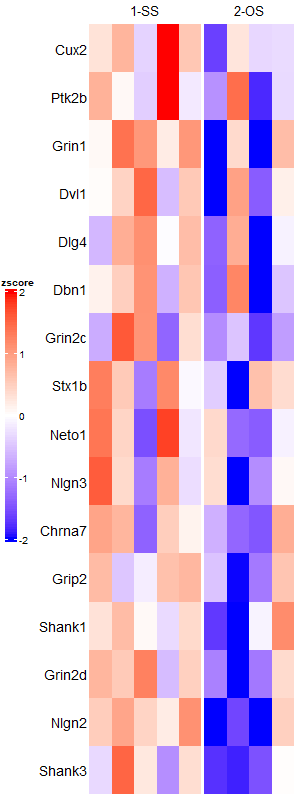 1-SS 2-OS
Cux2
Ptk2b
Grin1
Dvl1
Dlg4
Dbn1
Grin2c
Stx1b
Neto1
Nlgn3
Chrna7
Grip2
Shank1
Grin2d
Nlgn2
Shank3
zscore
2
1
0
-1
-2